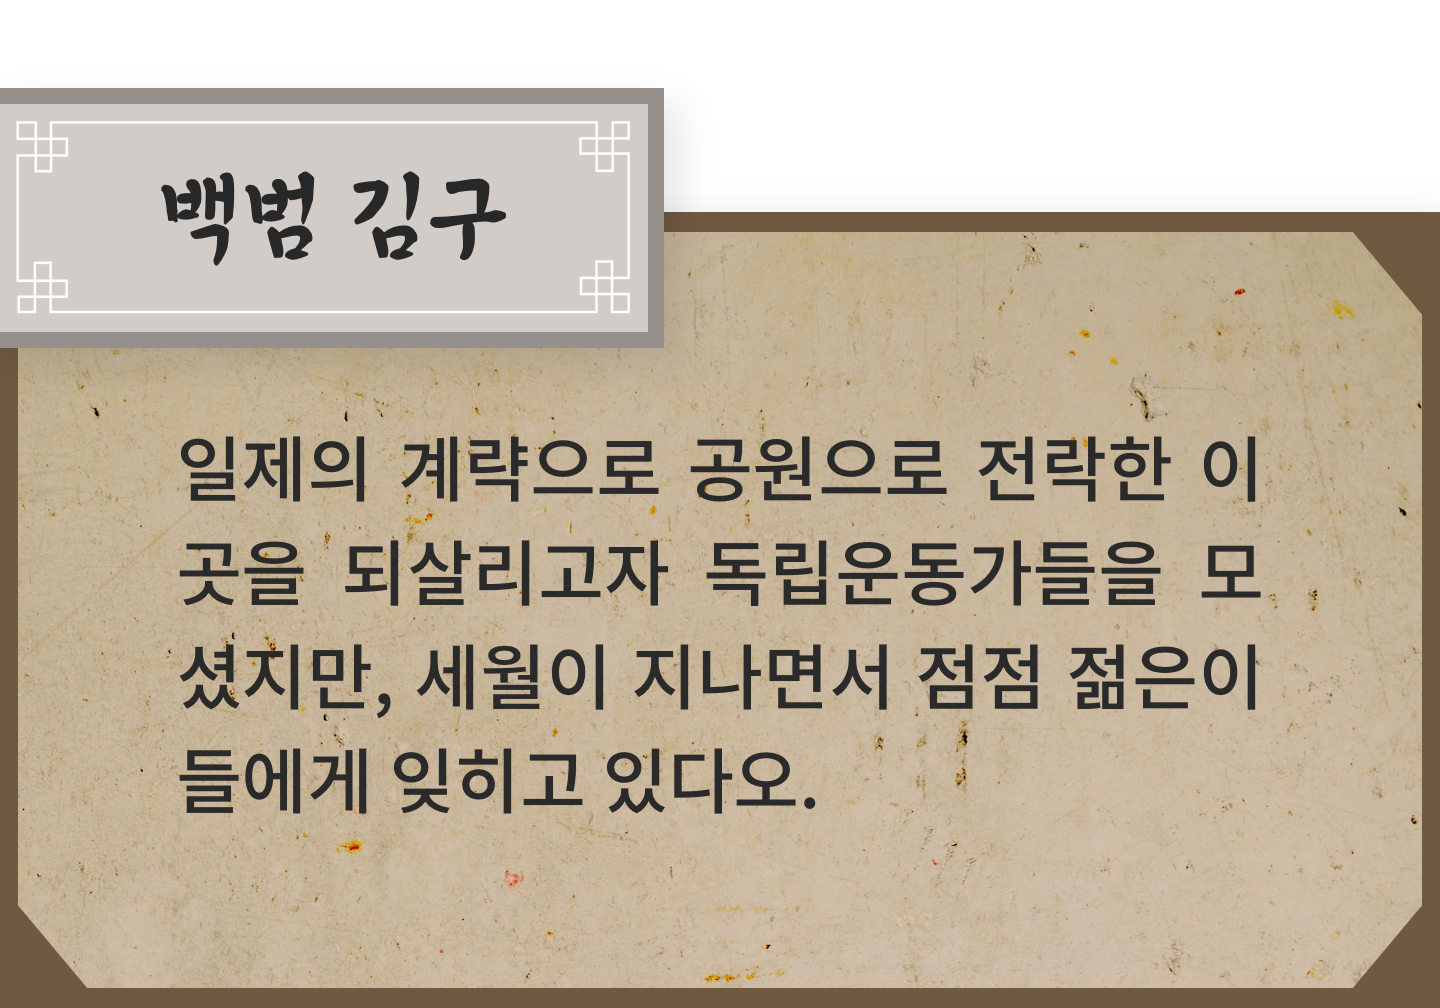 백범 김구
일제의 계략으로 공원으로 전락한 이
곳을 되살리고자 독립운동가들을 모
셨지만, 세월이 지나면서 점점 젊은이
들에게 잊히고 있다오.